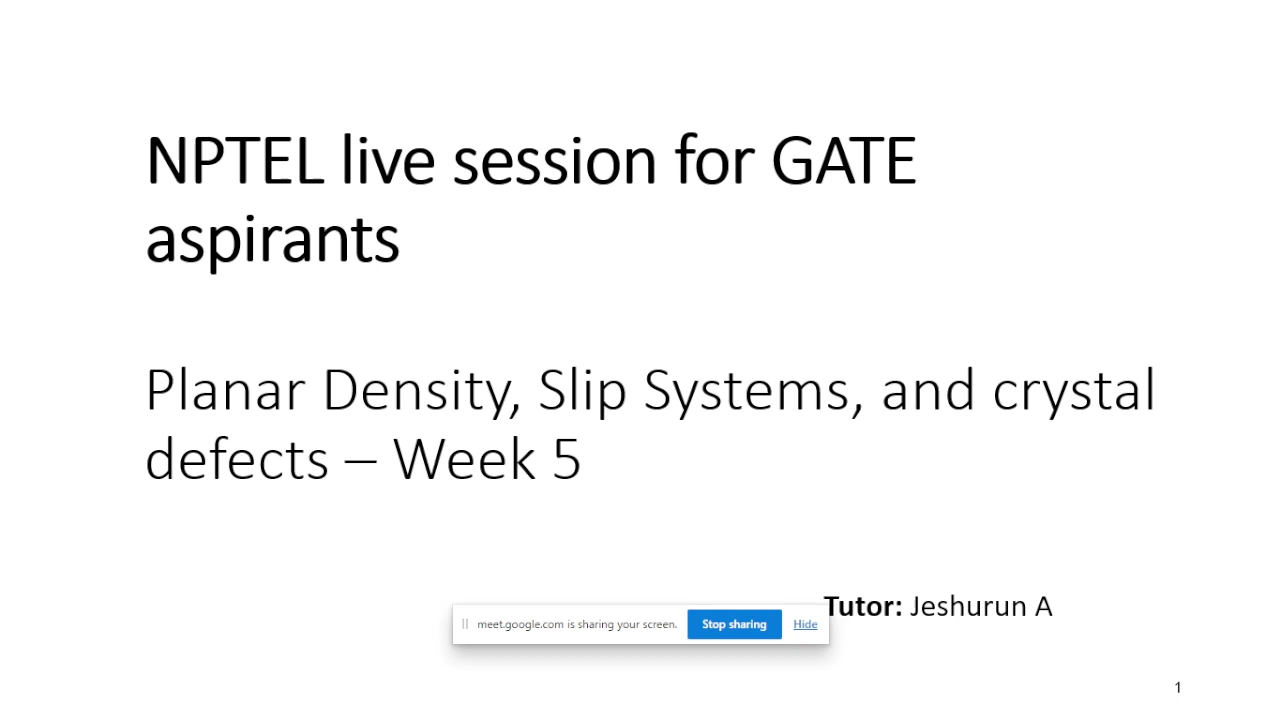 NPTEL live session for GATE
aspirants
Planar Density, Slip Systems, and crystal
defects – Week 5
Tutor: Jeshurun A
meet.google.com is sharing your screen. Stop sharing Hide
1